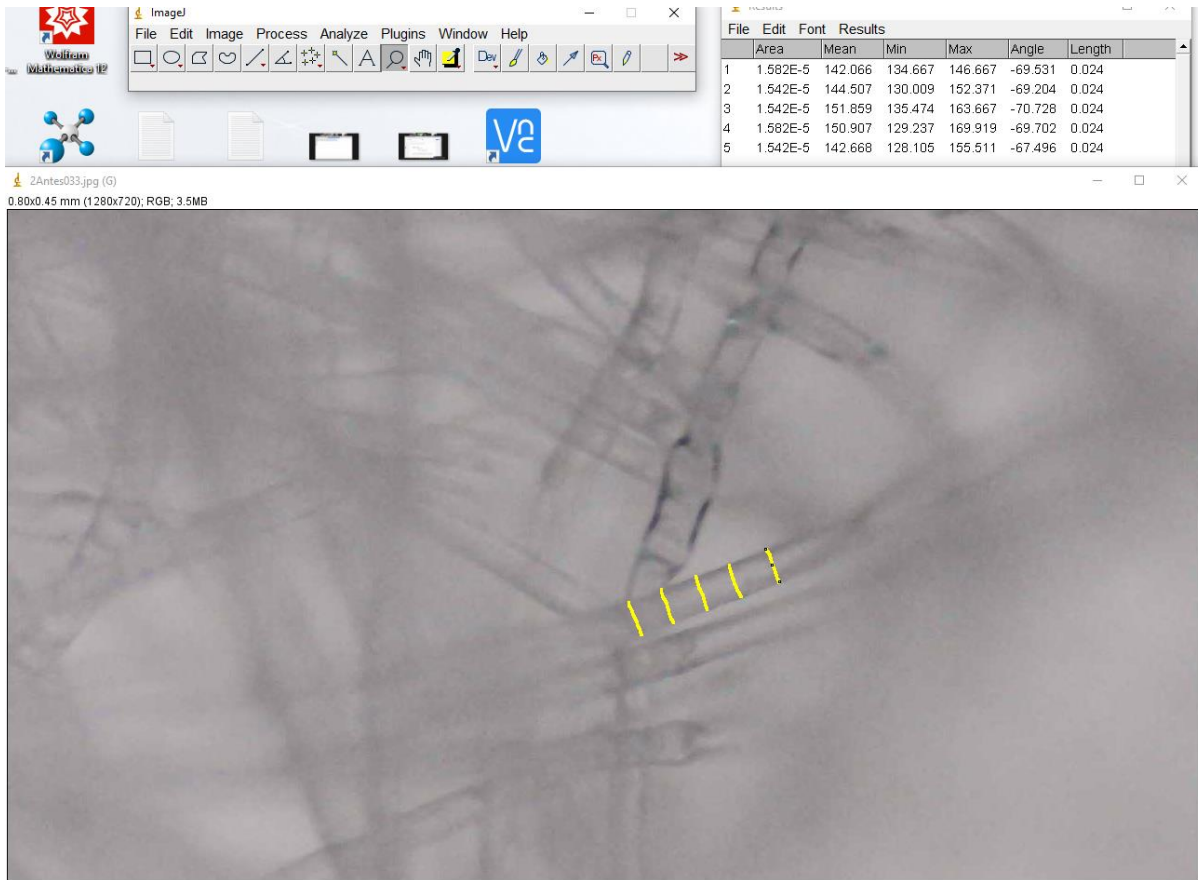 ImageJ
File Edit Image Process Analyze Plugins Window Help
Dev
Px
A
>>
Wolfram
Mathematica 12
V2
Results
File Edit Font Results
Area Mean Min Max Angle Length
1 1.582E-5 142.066 134.667 146.667 -69.531 0.024
2 1.542E-5 144.507 130.009 152.371 -69.204 0.024
3 1.542E-5 151.859 135.474 163.667 -70.728 0.024
4 1.582E-5 150.907 129.237 169.919 -69.702 0.024
5 1.542E-5 142.668 128.105 155.511 -67.496 0.024
2Antes033.jpg (G)
0.80x0.45 mm (1280x720); RGB; 3.5MB